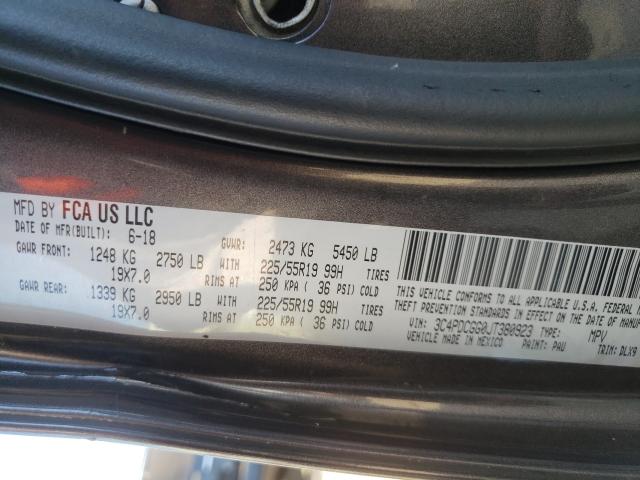 MFD BY FCA US LLC
DATE OF MFR(BUILT): 6-18 GVWR: 2473 KG 5450 LB
GAWR FRONT: 1248 KG 2750 LB WITH 225/55R19 99H TIRES
19X7.0 RIMS AT 250 KPA ( 36 PSI) COLD
GAWR REAR: 1339 KG 2950 LB WITH 225/55R19 99H TIRES
19X7.0 RIMS AT 250 KPA ( 36 PSI) COLD
THIS VEHICLE CONFORMS TO ALL APPLICABLE U.S.A. FEDERAL
THEFT PREVENTION STANDARDS IN EFFECT ON THE DATE OF
VIN: 3C4PDCGG0JT380923 TYPE: MPV
VEHICLE MADE IN MEXICO PAINT: PAU TRIM: DLX9